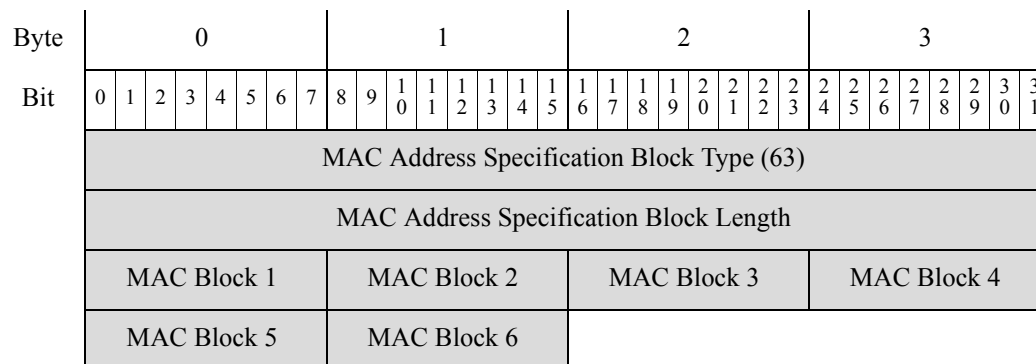 Byte 0 1 2 3
Bit 0 1 2 3 4 5 6 7 8 9 10 11 12 13 14 15 16 17 18 19 20 21 22 23 24 25 26 27 28 29 30 31
MAC Address Specification Block Type (63)
MAC Address Specification Block Length
MAC Block 1 MAC Block 2 MAC Block 3 MAC Block 4
MAC Block 5 MAC Block 6